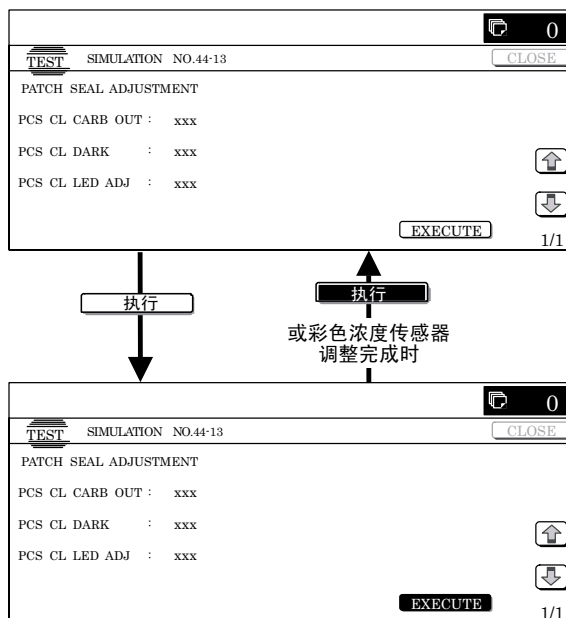 0
TEST SIMULATION NO.44-13 CLOSE
PATCH SEAL ADJUSTMENT
PCS CL CARB OUT : xxx
PCS CL DARK : xxx
PCS CL LED ADJ : xxx
EXECUTE
1/1
执行
执行
或彩色浓度传感器
调整完成时
0
TEST SIMULATION NO.44-13 CLOSE
PATCH SEAL ADJUSTMENT
PCS CL CARB OUT : xxx
PCS CL DARK : xxx
PCS CL LED ADJ : xxx
EXECUTE
1/1